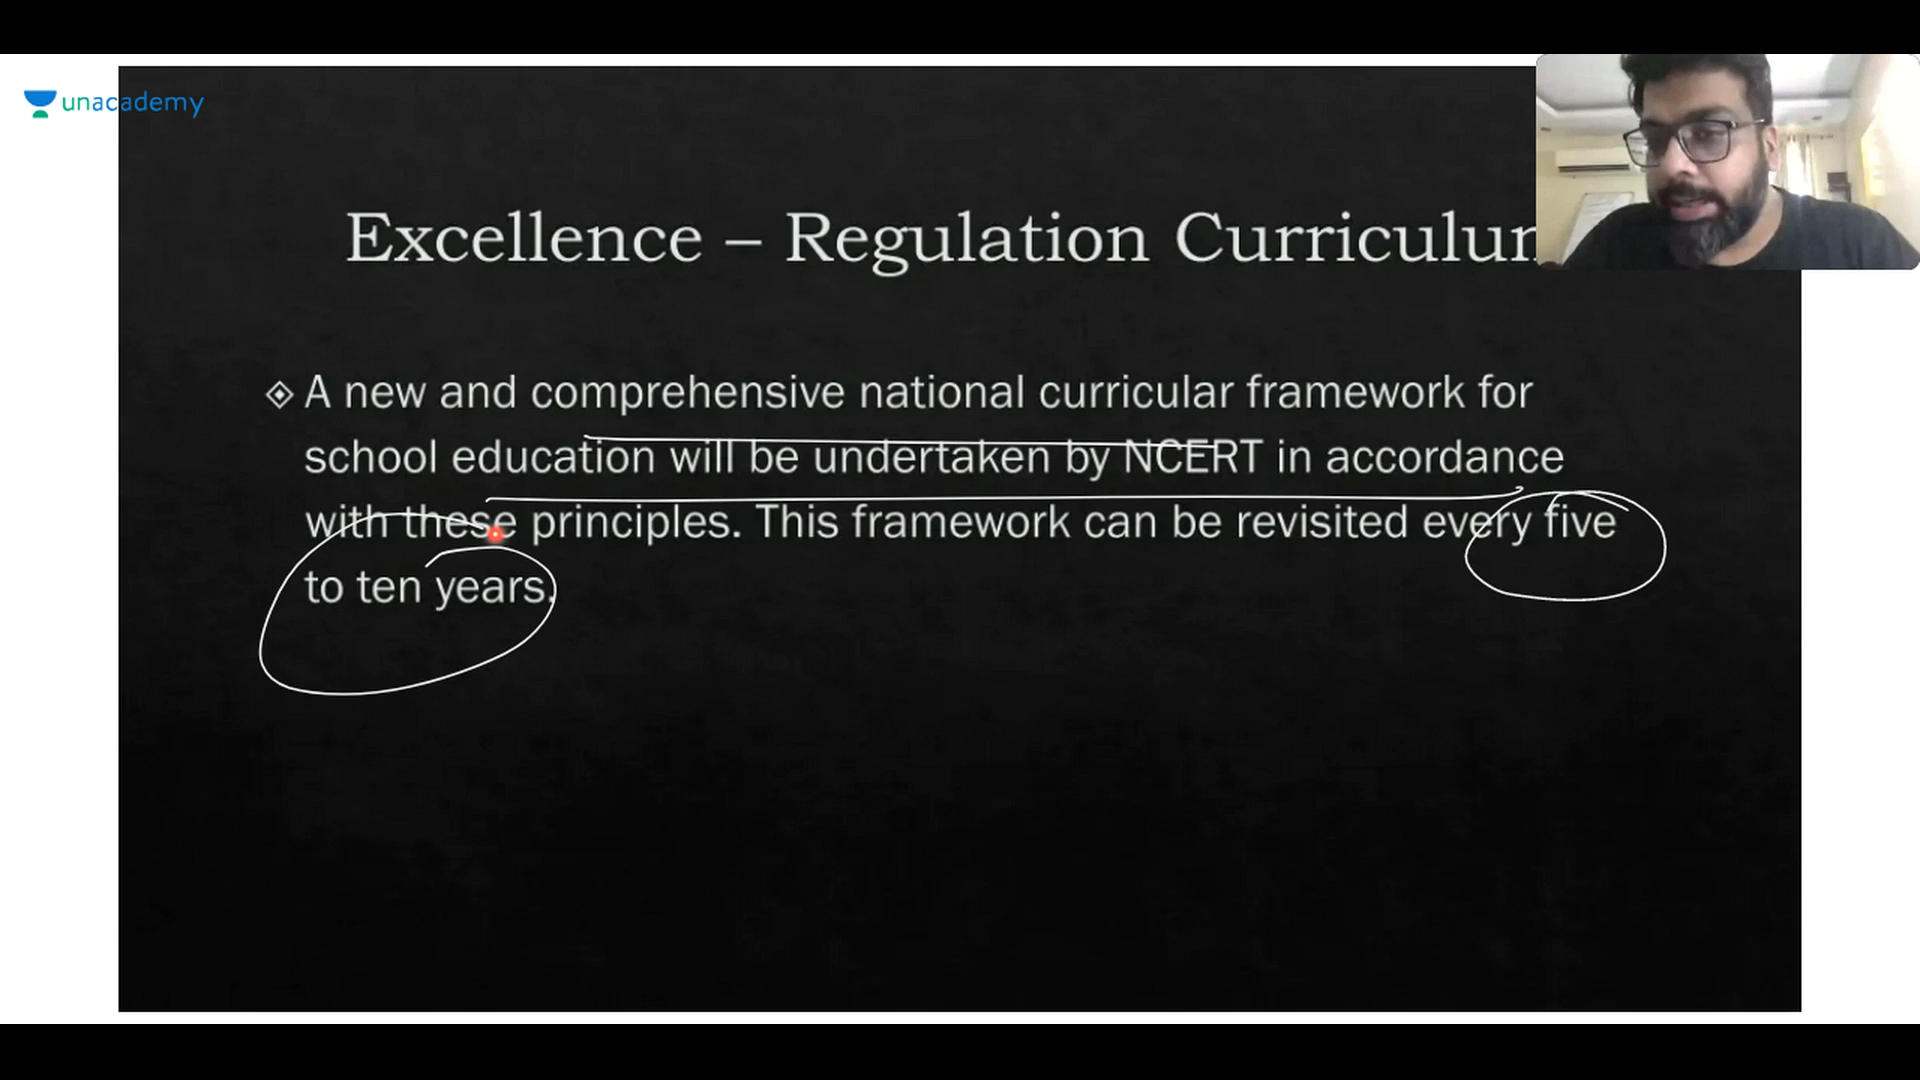 unacademy
Excellence – Regulation Curriculum
A new and comprehensive national curricular framework for
school education will be undertaken by NCERT in accordance
with these principles. This framework can be revisited every five
to ten years.